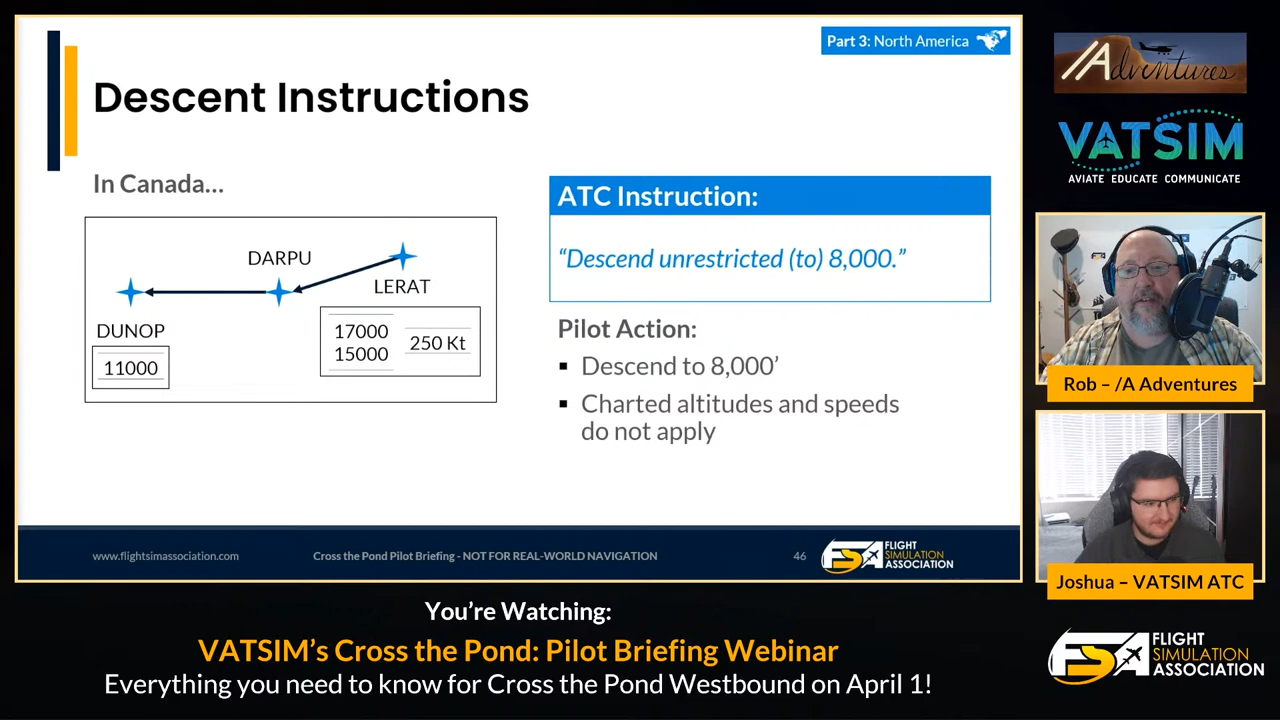 Part 3: North America
Descent Instructions
In Canada...
DARPU
LERAT
DUNOP
17000
15000
250 Kt
11000
ATC Instruction:
“Descend unrestricted (to) 8,000.”
Pilot Action:
▪ Descend to 8,000’
▪ Charted altitudes and speeds
do not apply
www.flightsimassociation.com
Cross the Pond Pilot Briefing - NOT FOR REAL-WORLD NAVIGATION
46
FSA
FLIGHT
SIMULATION
ASSOCIATION
/Adventures
VATSIM
AVIATE EDUCATE COMMUNICATE
Rob – /A Adventures
Joshua – VATSIM ATC
You’re Watching:
VATSIM’s Cross the Pond: Pilot Briefing Webinar
Everything you need to know for Cross the Pond Westbound on April 1!
FSA
FLIGHT
SIMULATION
ASSOCIATION